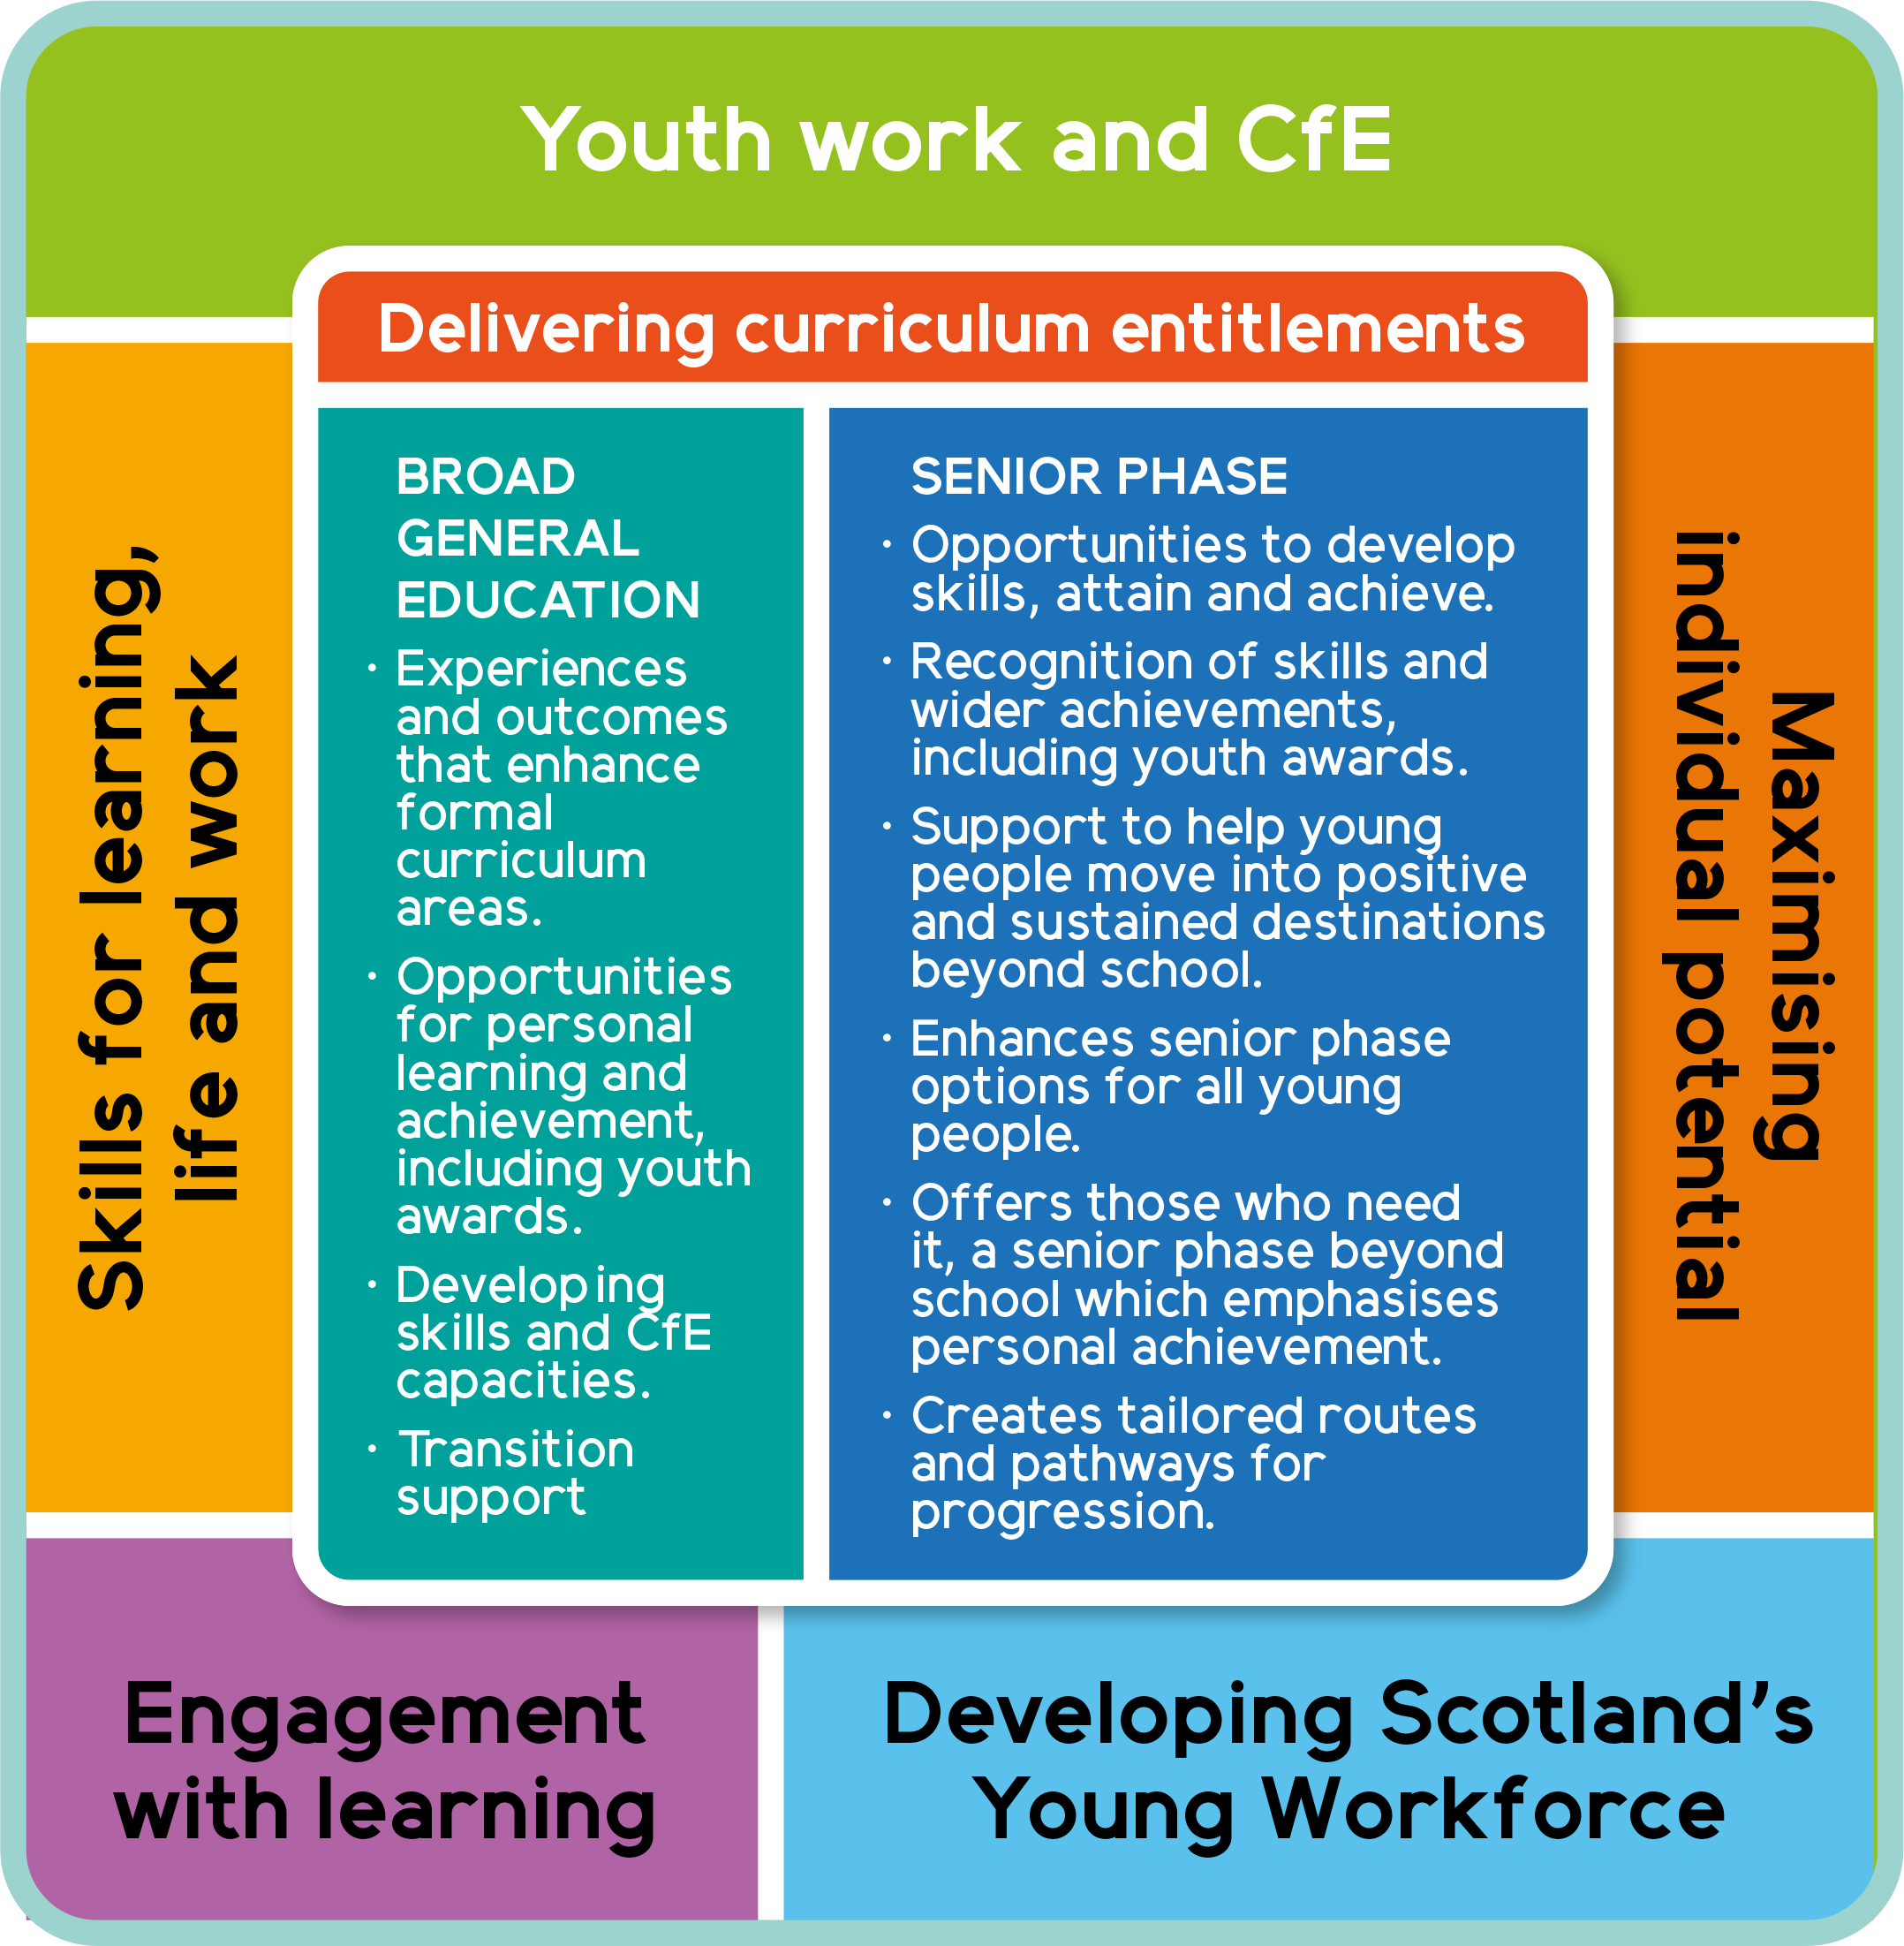 Youth work and CfE
Delivering curriculum entitlements
Skills for learning,
life and work
BROAD
GENERAL
EDUCATION
· Experiences
and outcomes
that enhance
formal
curriculum
areas.
· Opportunities
for personal
learning and
achievement,
including youth
awards.
· Developing
skills and CfE
capacities.
· Transition
support
SENIOR PHASE
· Opportunities to develop
skills, attain and achieve.
· Recognition of skills and
wider achievements,
including youth awards.
· Support to help young
people move into positive
and sustained destinations
beyond school.
· Enhances senior phase
options for all young
people.
· Offers those who need
it, a senior phase beyond
school which emphasises
personal achievement.
· Creates tailored routes
and pathways for
progression.
Maximising
individual potential
Engagement
with learning
Developing Scotland’s
Young Workforce